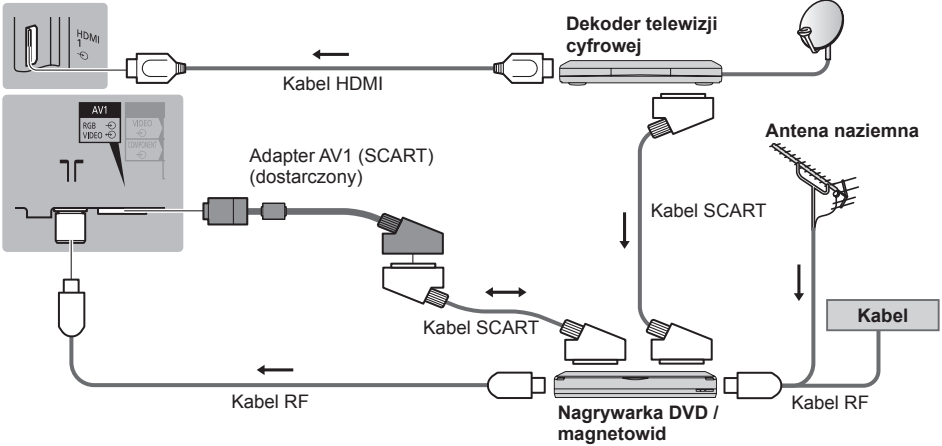 HDMI
1
Kabel HDMI
Dekoder telewizji
cyfrowej
AV1
RGB
VIDEO
VIDEO
COMPONENT
Adapter AV1 (SCART)
(dostarczony)
Antena naziemna
Kabel SCART
Kabel SCART
Kabel
Kabel RF
Kabel RF
Nagrywarka DVD /
magnetowid